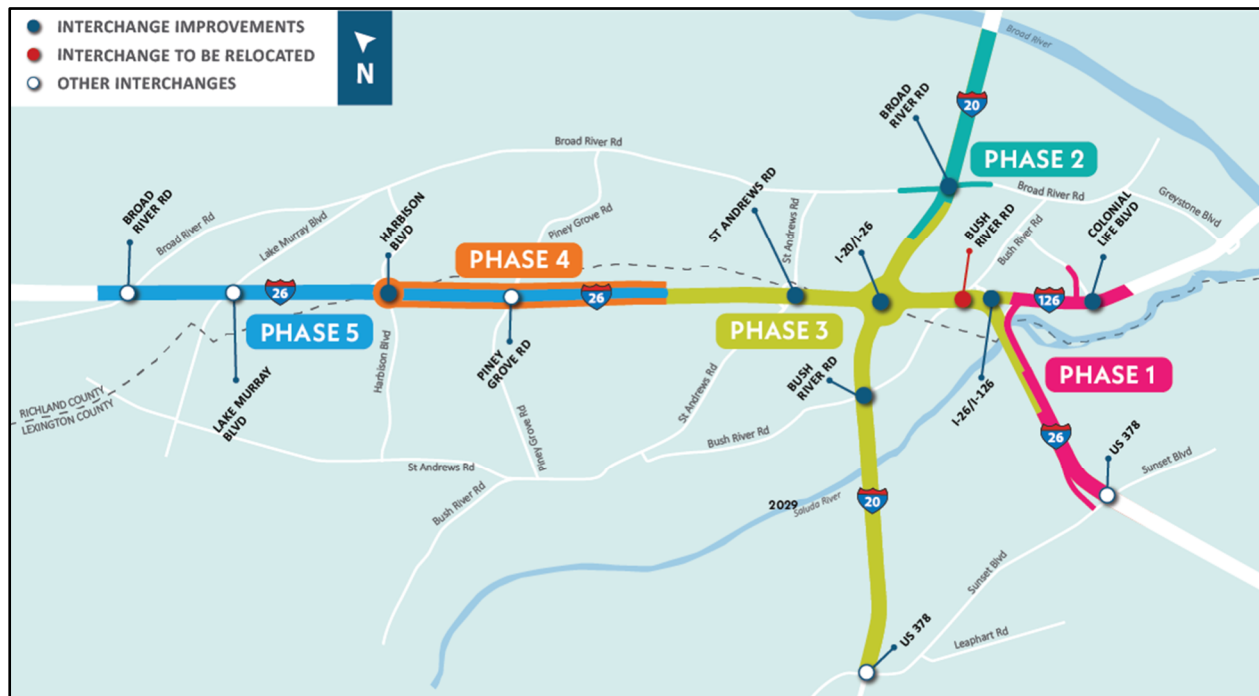 INTERCHANGE IMPROVEMENTS
INTERCHANGE TO BE RELOCATED
OTHER INTERCHANGES
N
Broad River
20
BROAD
RIVER RD
PHASE 2
Broad River Rd
Broad River Rd
Greystone Blvd
BROAD
RIVER RD
Broad River Rd
Lake Murray Blvd
HARBISON
BLVD
Piney Grove Rd
ST ANDREWS RD
St Andrews Rd
I-20/I-26
BUSH
RIVER RD
Bush River Rd
COLONIAL
LIFE BLVD
PHASE 4
26
26
126
PHASE 5
PHASE 3
PHASE 1
LAKE MURRAY
BLVD
Harbison Blvd
PINEY
GROVE RD
BUSH
RIVER RD
I-26/I-126
RICHLAND COUNTY
LEXINGTON COUNTY
St Andrews Rd
Piney Grove Rd
Bush River Rd
26
US 378
Sunset Blvd
St Andrews Rd
Bush River Rd
2029
Saluda River
20
Sunset Blvd
Leaphart Rd
US 378